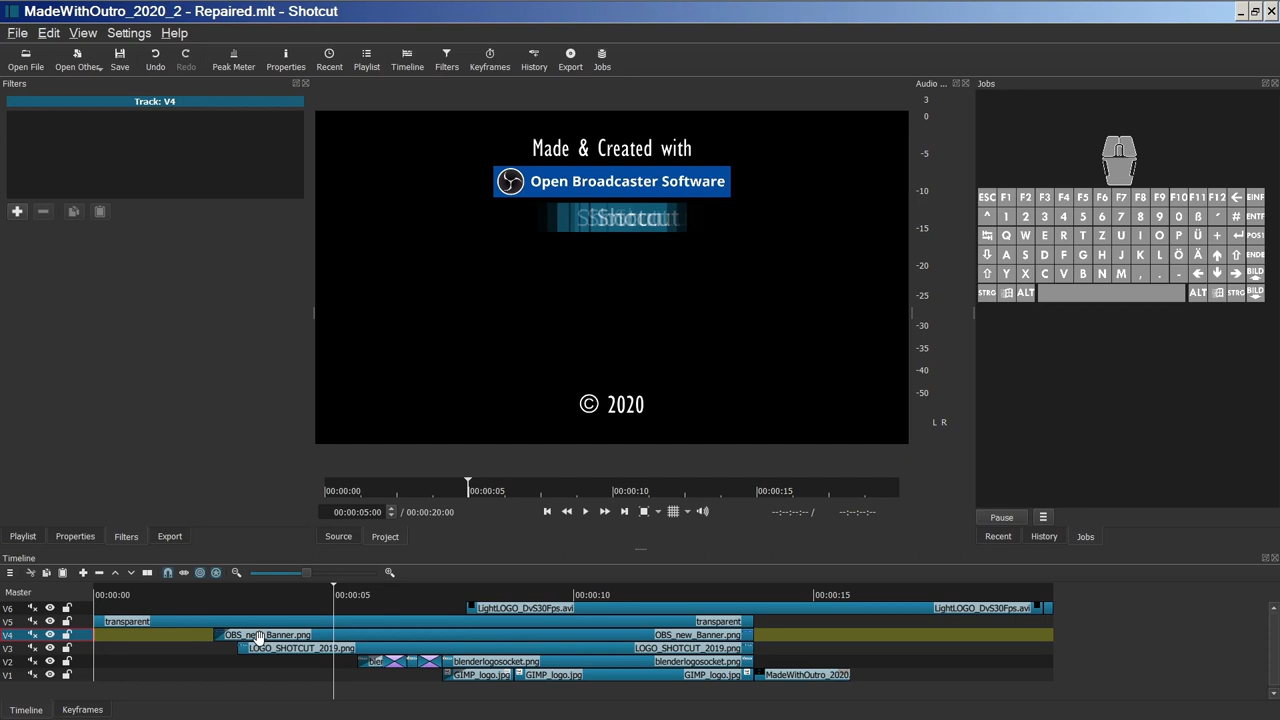 MadeWithOutro_2020_2 - Repaired.mlt - Shotcut
File Edit View Settings Help
Open File Open Other.. Save Undo Redo Peak Meter Properties Recent Playlist Timeline Filters Keyframes History Export Jobs
Filters
Audio ...
Jobs
Track: V4
3
0
-5
-10
-15
-20
-25
-30
-35
-40
-50
L R
Made & Created with
Open Broadcaster Software
Shotcut
© 2020
ESC F1 F2 F3 F4 F5 F6 F7 F8 F9 F10 F11 F12 ← EINF
^ 1 2 3 4 5 6 7 8 9 0 ß ´ # ENTF
Q W E R T Z U I O P Ü + POS1
A S D F G H J K L Ö Ä ENDE
Y X C V B N M , . - BILD
STRG ALT ALT STRG BILD
00:00:00 00:00:05 00:00:10 00:00:15
00:00:05:00 / 00:00:20:00
--:--:--:-- / --:--:--:--
Pause
Playlist Properties Filters Export
Source Project
Recent History Jobs
Timeline
Master
00:00:00 00:00:05 00:00:10 00:00:15
V6 LightLOGO_DvS30Fps.avi LightLOGO_DvS30Fps.avi
V5 transparent transparent
V4 OBS_new_Banner.png OBS_new_Banner.png
V3 LOGO_SHOTCUT_2019.png LOGO_SHOTCUT_2019.png
V2 blenderlogosocket.png blenderlogosocket.png
V1 GIMP_logo.jpg GIMP_logo.jpg GIMP_logo.jpg MadeWithOutro_2020.
Timeline Keyframes